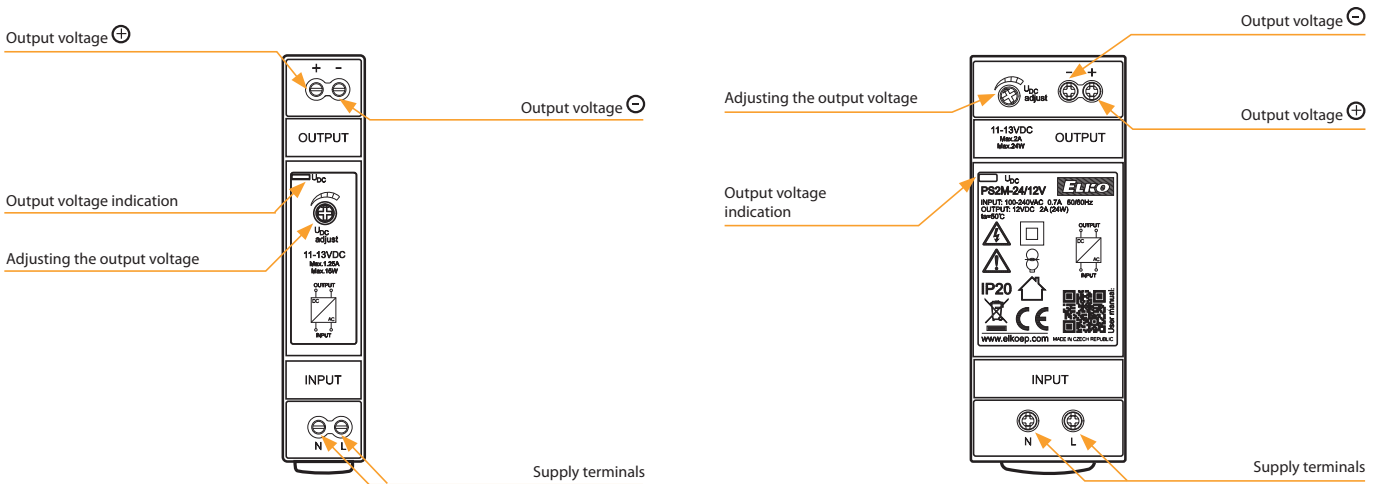 Output voltage ⊕
+ -
Output voltage ⊖
OUTPUT
UDC
Output voltage indication
UDC
adjust
Adjusting the output voltage
11-13VDC
Max.1.25A
Max.15W
OUTPUT
DC
AC
INPUT
INPUT
N L
Supply terminals
Output voltage ⊖
- +
Adjusting the output voltage
UDC
adjust
Output voltage ⊕
11-13VDC
Max.2A
Max.24W
OUTPUT
Output voltage
indication
UDC
PS2M-24/12V
ELKO
INPUT: 100-240VAC 0.7A 50/60Hz
OUTPUT: 12VDC 2A (24W)
OUTPUT
DC
AC
INPUT
IP20
CE
User manual:
www.elkoep.com MADE IN CZECH REPUBLIC
INPUT
N L
Supply terminals